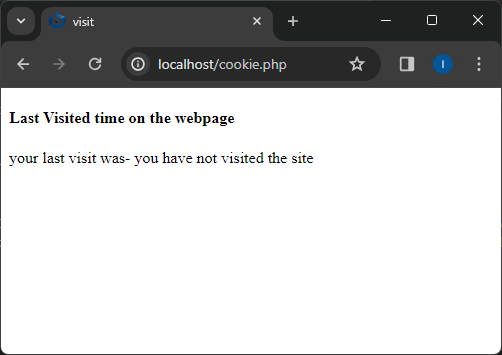 visit
localhost/cookie.php
I
Last Visited time on the webpage
your last visit was- you have not visited the site